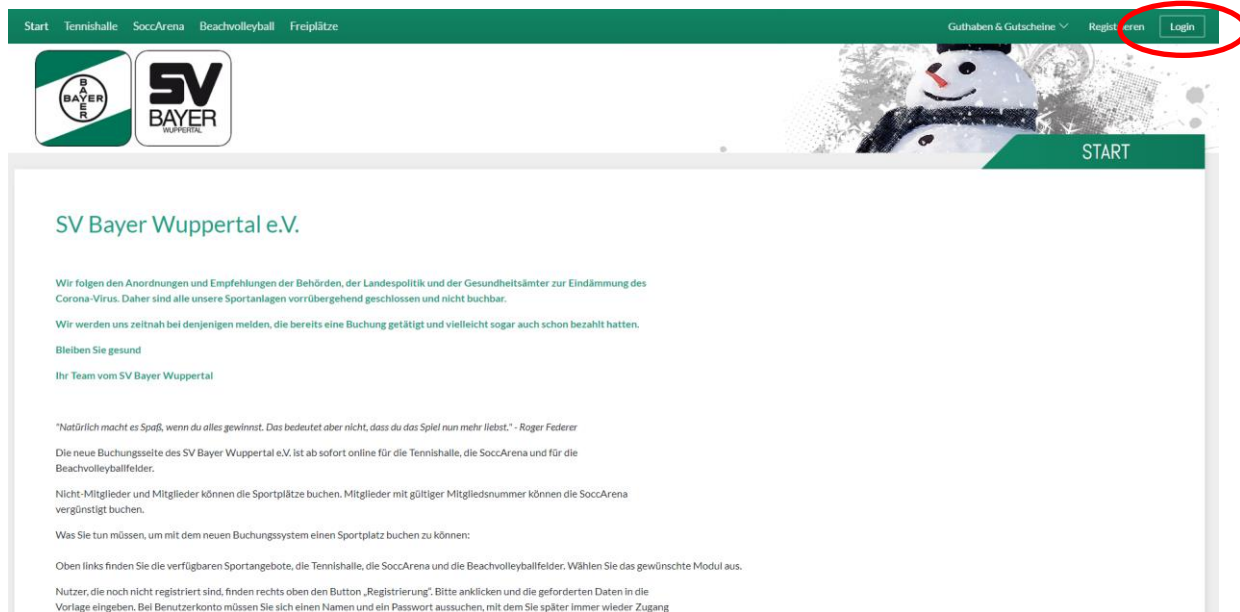 Start Tennishalle SoccArena Beachvolleyball Freiplätze Guthaben & Gutscheine Registrieren Login
BAYER
BAYER
SV
BAYER
WUPPERTAL
START
SV Bayer Wuppertal e.V.
Wir folgen den Anordnungen und Empfehlungen der Behörden, der Landespolitik und der Gesundheitsämter zur Eindämmung des
Corona-Virus. Daher sind alle unsere Sportanlagen vorrübergehend geschlossen und nicht buchbar.
Wir werden uns zeitnah bei denjenigen melden, die bereits eine Buchung getätigt und vielleicht sogar auch schon bezahlt hatten.
Bleiben Sie gesund
Ihr Team vom SV Bayer Wuppertal
"Natürlich macht es Spaß, wenn du alles gewinnst. Das bedeutet aber nicht, dass du das Spiel nun mehr liebst." - Roger Federer
Die neue Buchungsseite des SV Bayer Wuppertal e.V. ist ab sofort online für die Tennishalle, die SoccArena und für die
Beachvolleyballfelder.
Nicht-Mitglieder und Mitglieder können die Sportplätze buchen. Mitglieder mit gültiger Mitgliedsnummer können die SoccArena
vergünstigt buchen.
Was Sie tun müssen, um mit dem neuen Buchungssystem einen Sportplatz buchen zu können:
Oben links finden Sie die verfügbaren Sportangebote, die Tennishalle, die SoccArena und die Beachvolleyballfelder. Wählen Sie das gewünschte Modul aus.
Nutzer, die noch nicht registriert sind, finden rechts oben den Button „Registrierung". Bitte anklicken und die geforderten Daten in die
Vorlage eingeben. Bei Benutzerkonto müssen Sie sich einen Namen und ein Passwort aussuchen, mit dem Sie später immer wieder Zugang